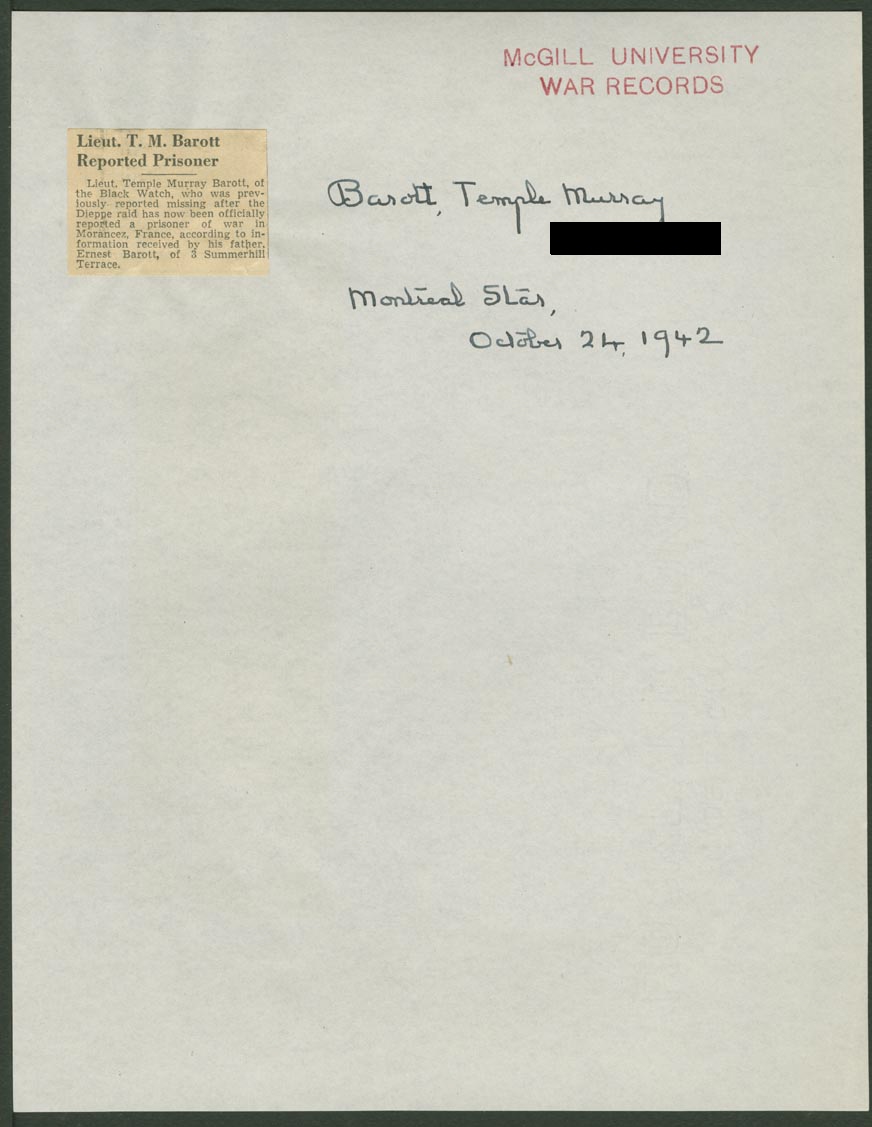 McGILL UNIVERSITY
WAR RECORDS
Lieut. T. M. Barott
Reported Prisoner
Lieut. Temple Murray Barott, of
the Black Watch, who was prev-
iously reported missing after the
Dieppe raid has now been officially
reported a prisoner of war in
Morancez, France, according to in-
formation received by his father,
Ernest Barott, of 3 Summerhill
Terrace.
Barott, Temple Murray
Montreal Star,
October 24, 1942